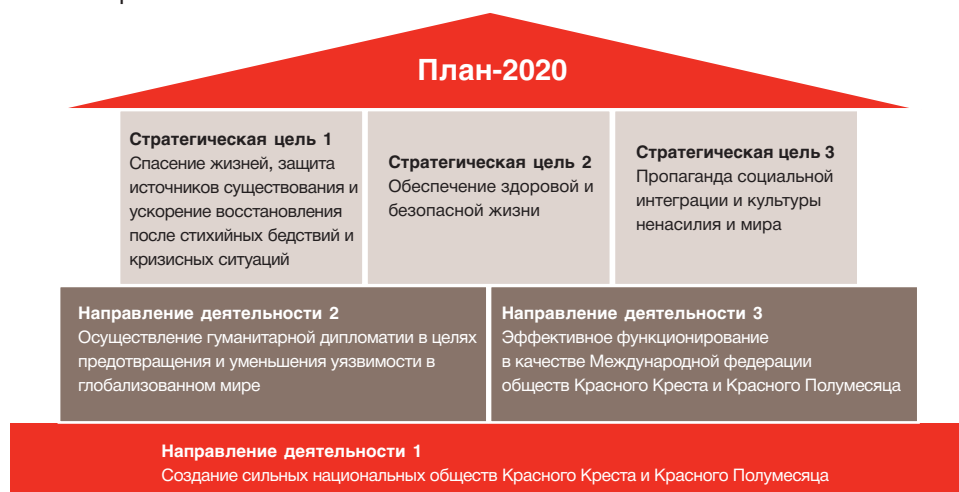 План-2020
Стратегическая цель 1
Спасение жизней, защита
источников существования и
ускорение восстановления
после стихийных бедствий и
кризисных ситуаций
Стратегическая цель 2
Обеспечение здоровой и
безопасной жизни
Стратегическая цель 3
Пропаганда социальной
интеграции и культуры
ненасилия и мира
Направление деятельности 2
Осуществление гуманитарной дипломатии в целях
предотвращения и уменьшения уязвимости в
глобализованном мире
Направление деятельности 3
Эффективное функционирование
в качестве Международной федерации
обществ Красного Креста и Красного Полумесяца
Направление деятельности 1
Создание сильных национальных обществ Красного Креста и Красного Полумесяца